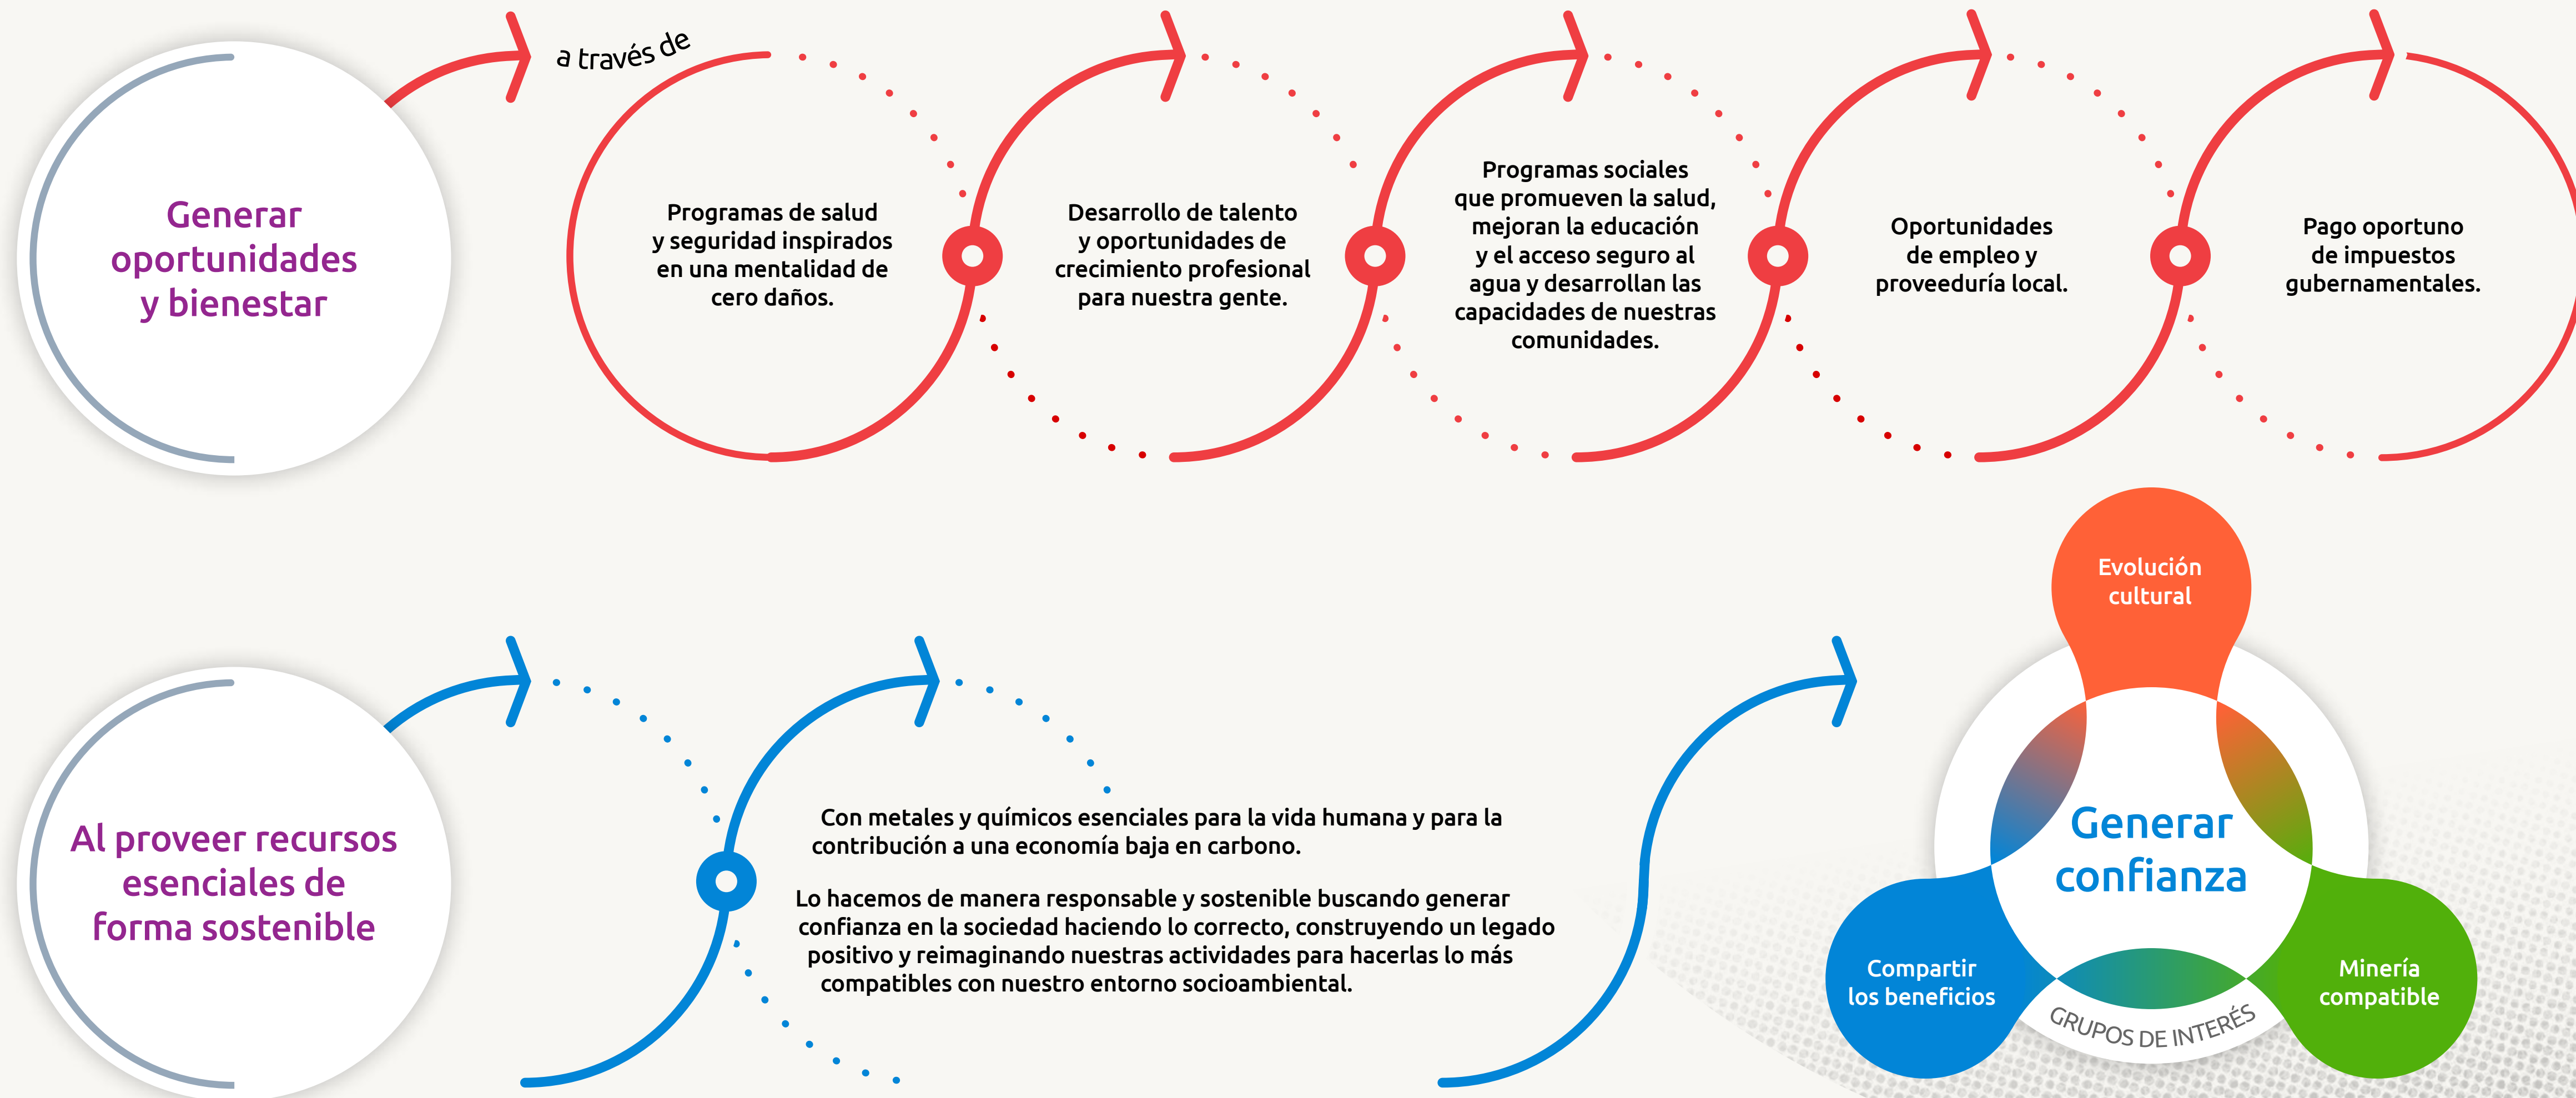 Generar
oportunidades
y bienestar
a través de
Programas de salud
y seguridad inspirados
en una mentalidad de
cero daños.
Desarrollo de talento
y oportunidades de
crecimiento profesional
para nuestra gente.
Programas sociales
que promueven la salud,
mejoran la educación
y el acceso seguro al
agua y desarrollan las
capacidades de nuestras
comunidades.
Oportunidades
de empleo y
proveeduría local.
Pago oportuno
de impuestos
gubernamentales.
Al proveer recursos
esenciales de
forma sostenible
Con metales y químicos esenciales para la vida humana y para la
contribución a una economía baja en carbono.
Lo hacemos de manera responsable y sostenible buscando generar
confianza en la sociedad haciendo lo correcto, construyendo un legado
positivo y reimaginando nuestras actividades para hacerlas lo más
compatibles con nuestro entorno socioambiental.
Evolución
cultural
Generar
confianza
Compartir
los beneficios
Minería
compatible
GRUPOS DE INTERÉS